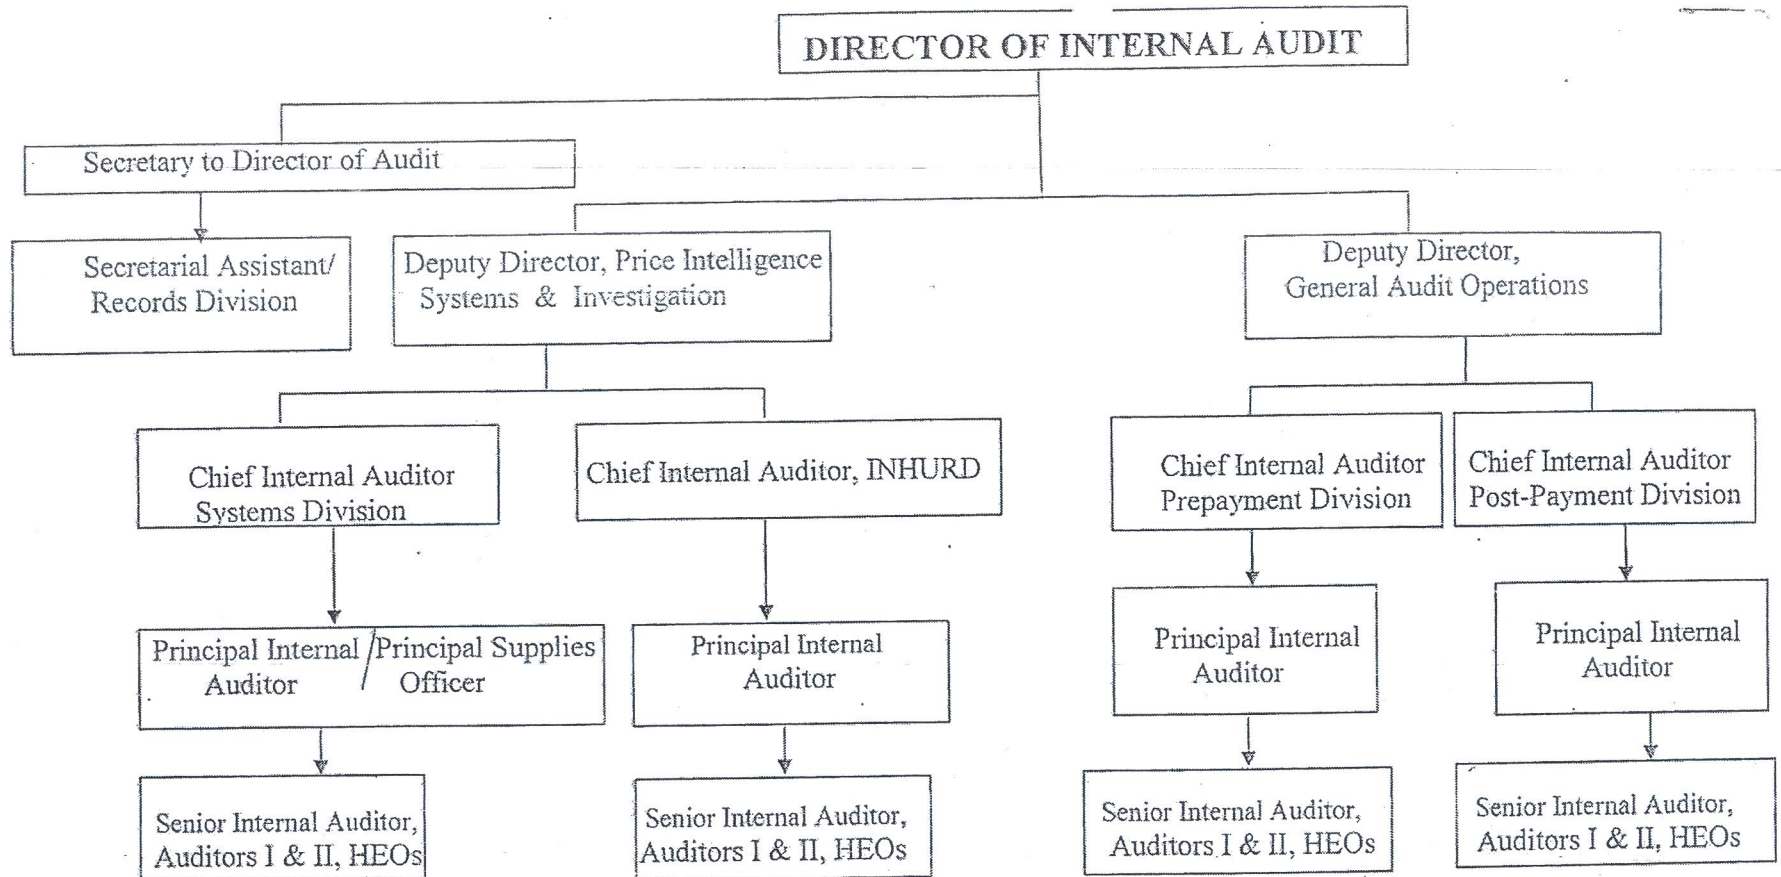 DIRECTOR OF INTERNAL AUDIT
Secretary to Director of Audit
Secretarial Assistant/
Records Division
Deputy Director, Price Intelligence
Systems & Investigation
Deputy Director,
General Audit Operations
Chief Internal Auditor
Systems Division
Chief Internal Auditor, INHURD
Chief Internal Auditor
Prepayment Division
Chief Internal Auditor
Post-Payment Division
Principal Internal / Principal Supplies
Auditor Officer
Principal Internal
Auditor
Principal Internal
Auditor
Principal Internal
Auditor
Senior Internal Auditor,
Auditors I & II, HEOs
Senior Internal Auditor,
Auditors I & II, HEOs
Senior Internal Auditor,
Auditors I & II, HEOs
Senior Internal Auditor,
Auditors I & II, HEOs